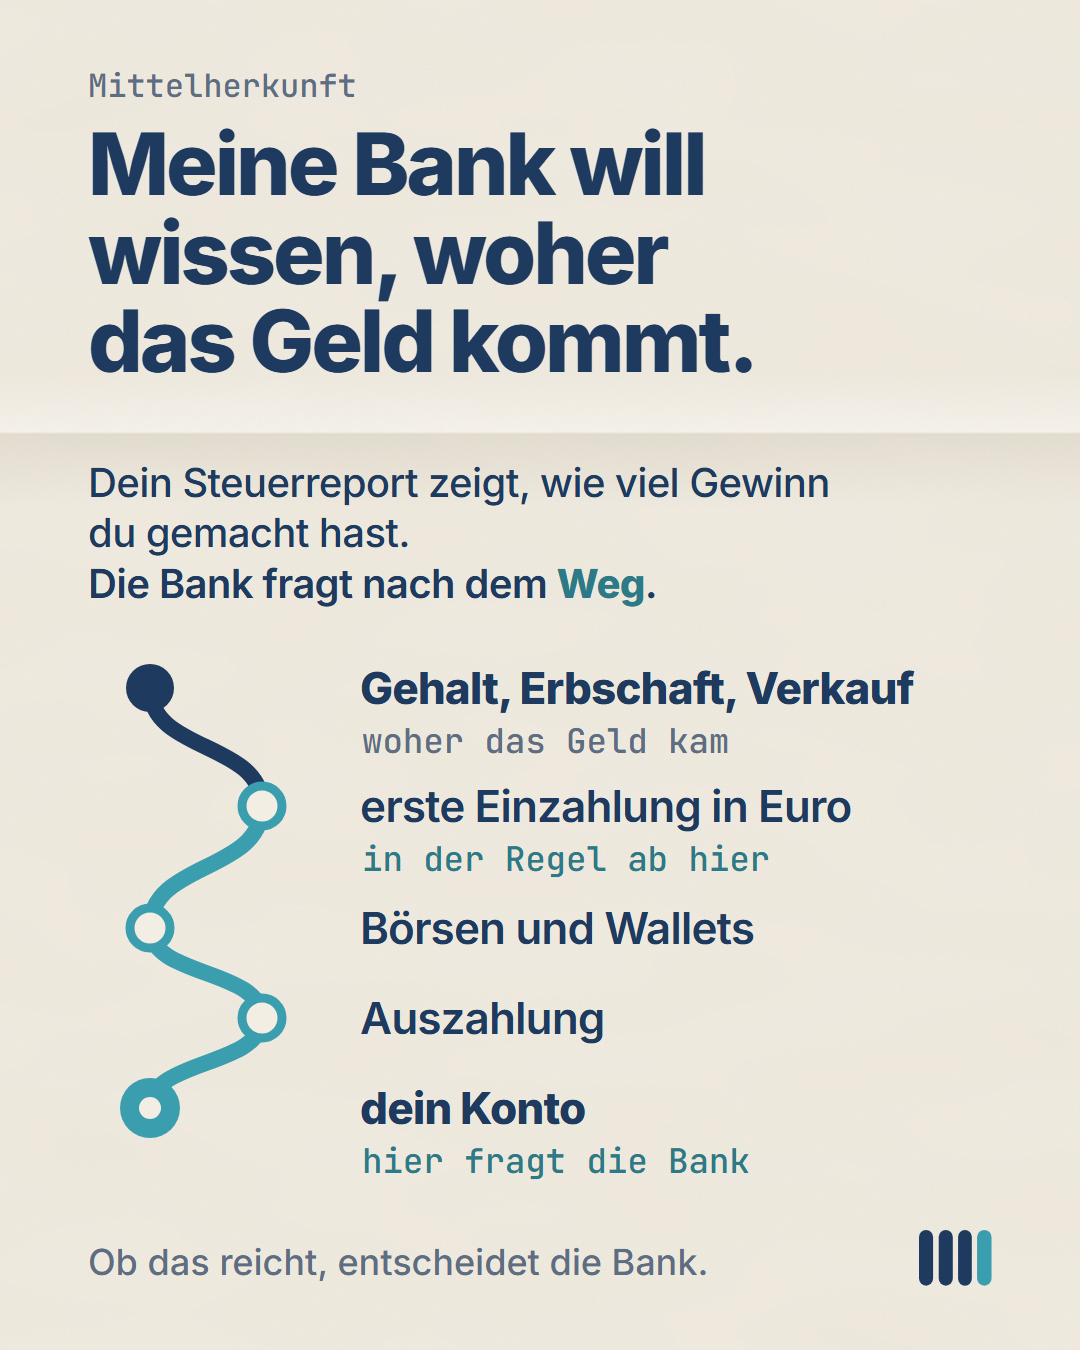 Mittelherkunft
Meine Bank will
wissen, woher
das Geld kommt.
Dein Steuerreport zeigt, wie viel Gewinn
du gemacht hast.
Die Bank fragt nach dem Weg.
Gehalt, Erbschaft, Verkauf
woher das Geld kam
erste Einzahlung in Euro
in der Regel ab hier
Börsen und Wallets
Auszahlung
dein Konto
hier fragt die Bank
Ob das reicht, entscheidet die Bank.